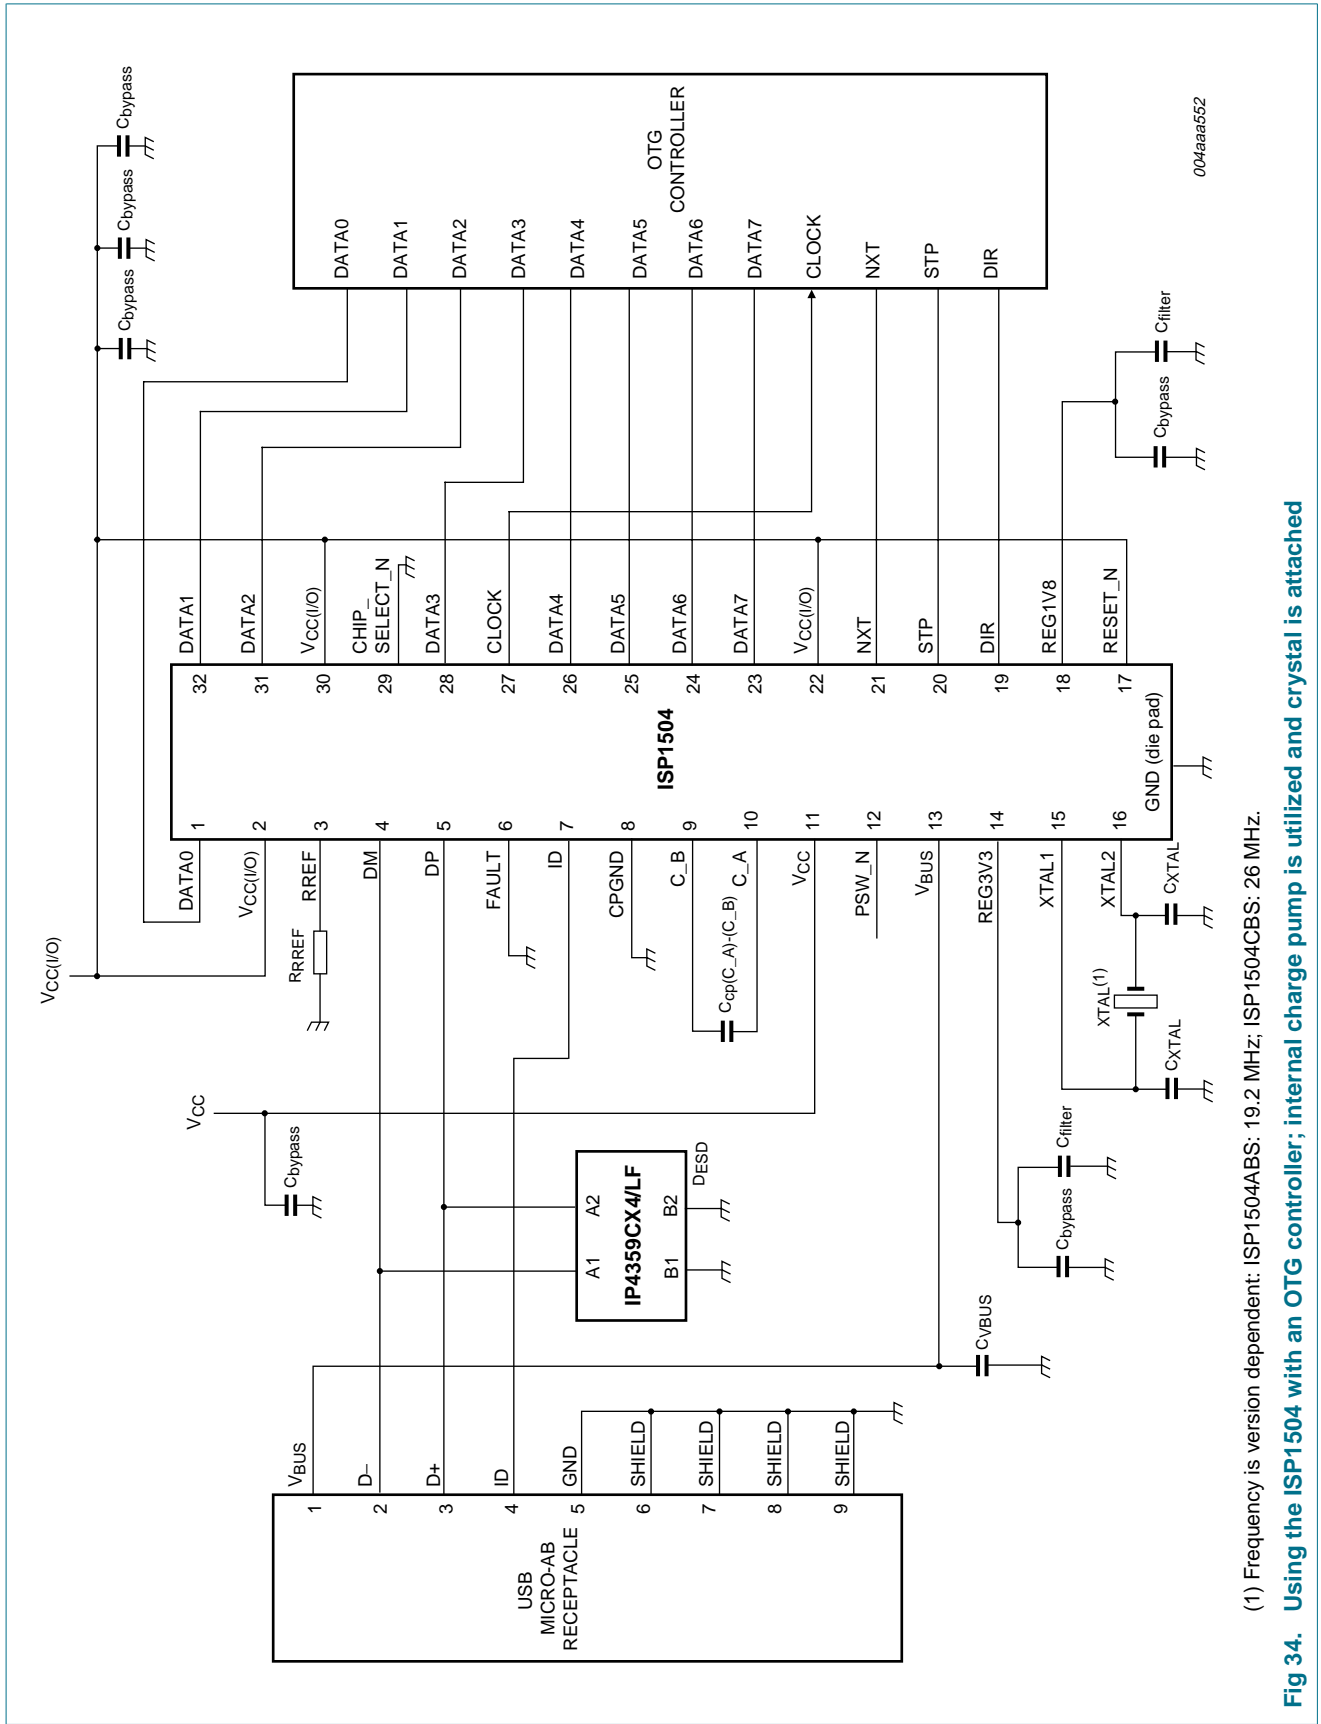 USB
MICRO-AB
RECEPTACLE
1 VBUS
2 D−
3 D+
4 ID
5 GND
6 SHIELD
7 SHIELD
8 SHIELD
9 SHIELD
CVBUS
IP4359CX4/LF
A1
A2
B1
B2
DESD
VCC
Cbypass
VCC(I/O)
RRREF
Ccp(C_A)-(C_B)
Cbypass
Cfilter
XTAL(1)
CXTAL
CXTAL
ISP1504
DATA0 1
VCC(I/O) 2
RREF 3
DM 4
DP 5
FAULT 6
ID 7
CPGND 8
C_B 9
C_A 10
VCC 11
PSW_N 12
VBUS 13
REG3V3 14
XTAL1 15
XTAL2 16
GND (die pad)
32 DATA1
31 DATA2
30 VCC(I/O)
29 CHIP_
SELECT_N
28 DATA3
27 CLOCK
26 DATA4
25 DATA5
24 DATA6
23 DATA7
22 VCC(I/O)
21 NXT
20 STP
19 DIR
18 REG1V8
17 RESET_N
Cbypass
Cbypass
Cbypass
Cbypass
Cfilter
OTG
CONTROLLER
DATA0
DATA1
DATA2
DATA3
DATA4
DATA5
DATA6
DATA7
CLOCK
NXT
STP
DIR
004aaa552
(1) Frequency is version dependent: ISP1504ABS: 19.2 MHz; ISP1504CBS: 26 MHz.
Fig 34. Using the ISP1504 with an OTG controller; internal charge pump is utilized and crystal is attached